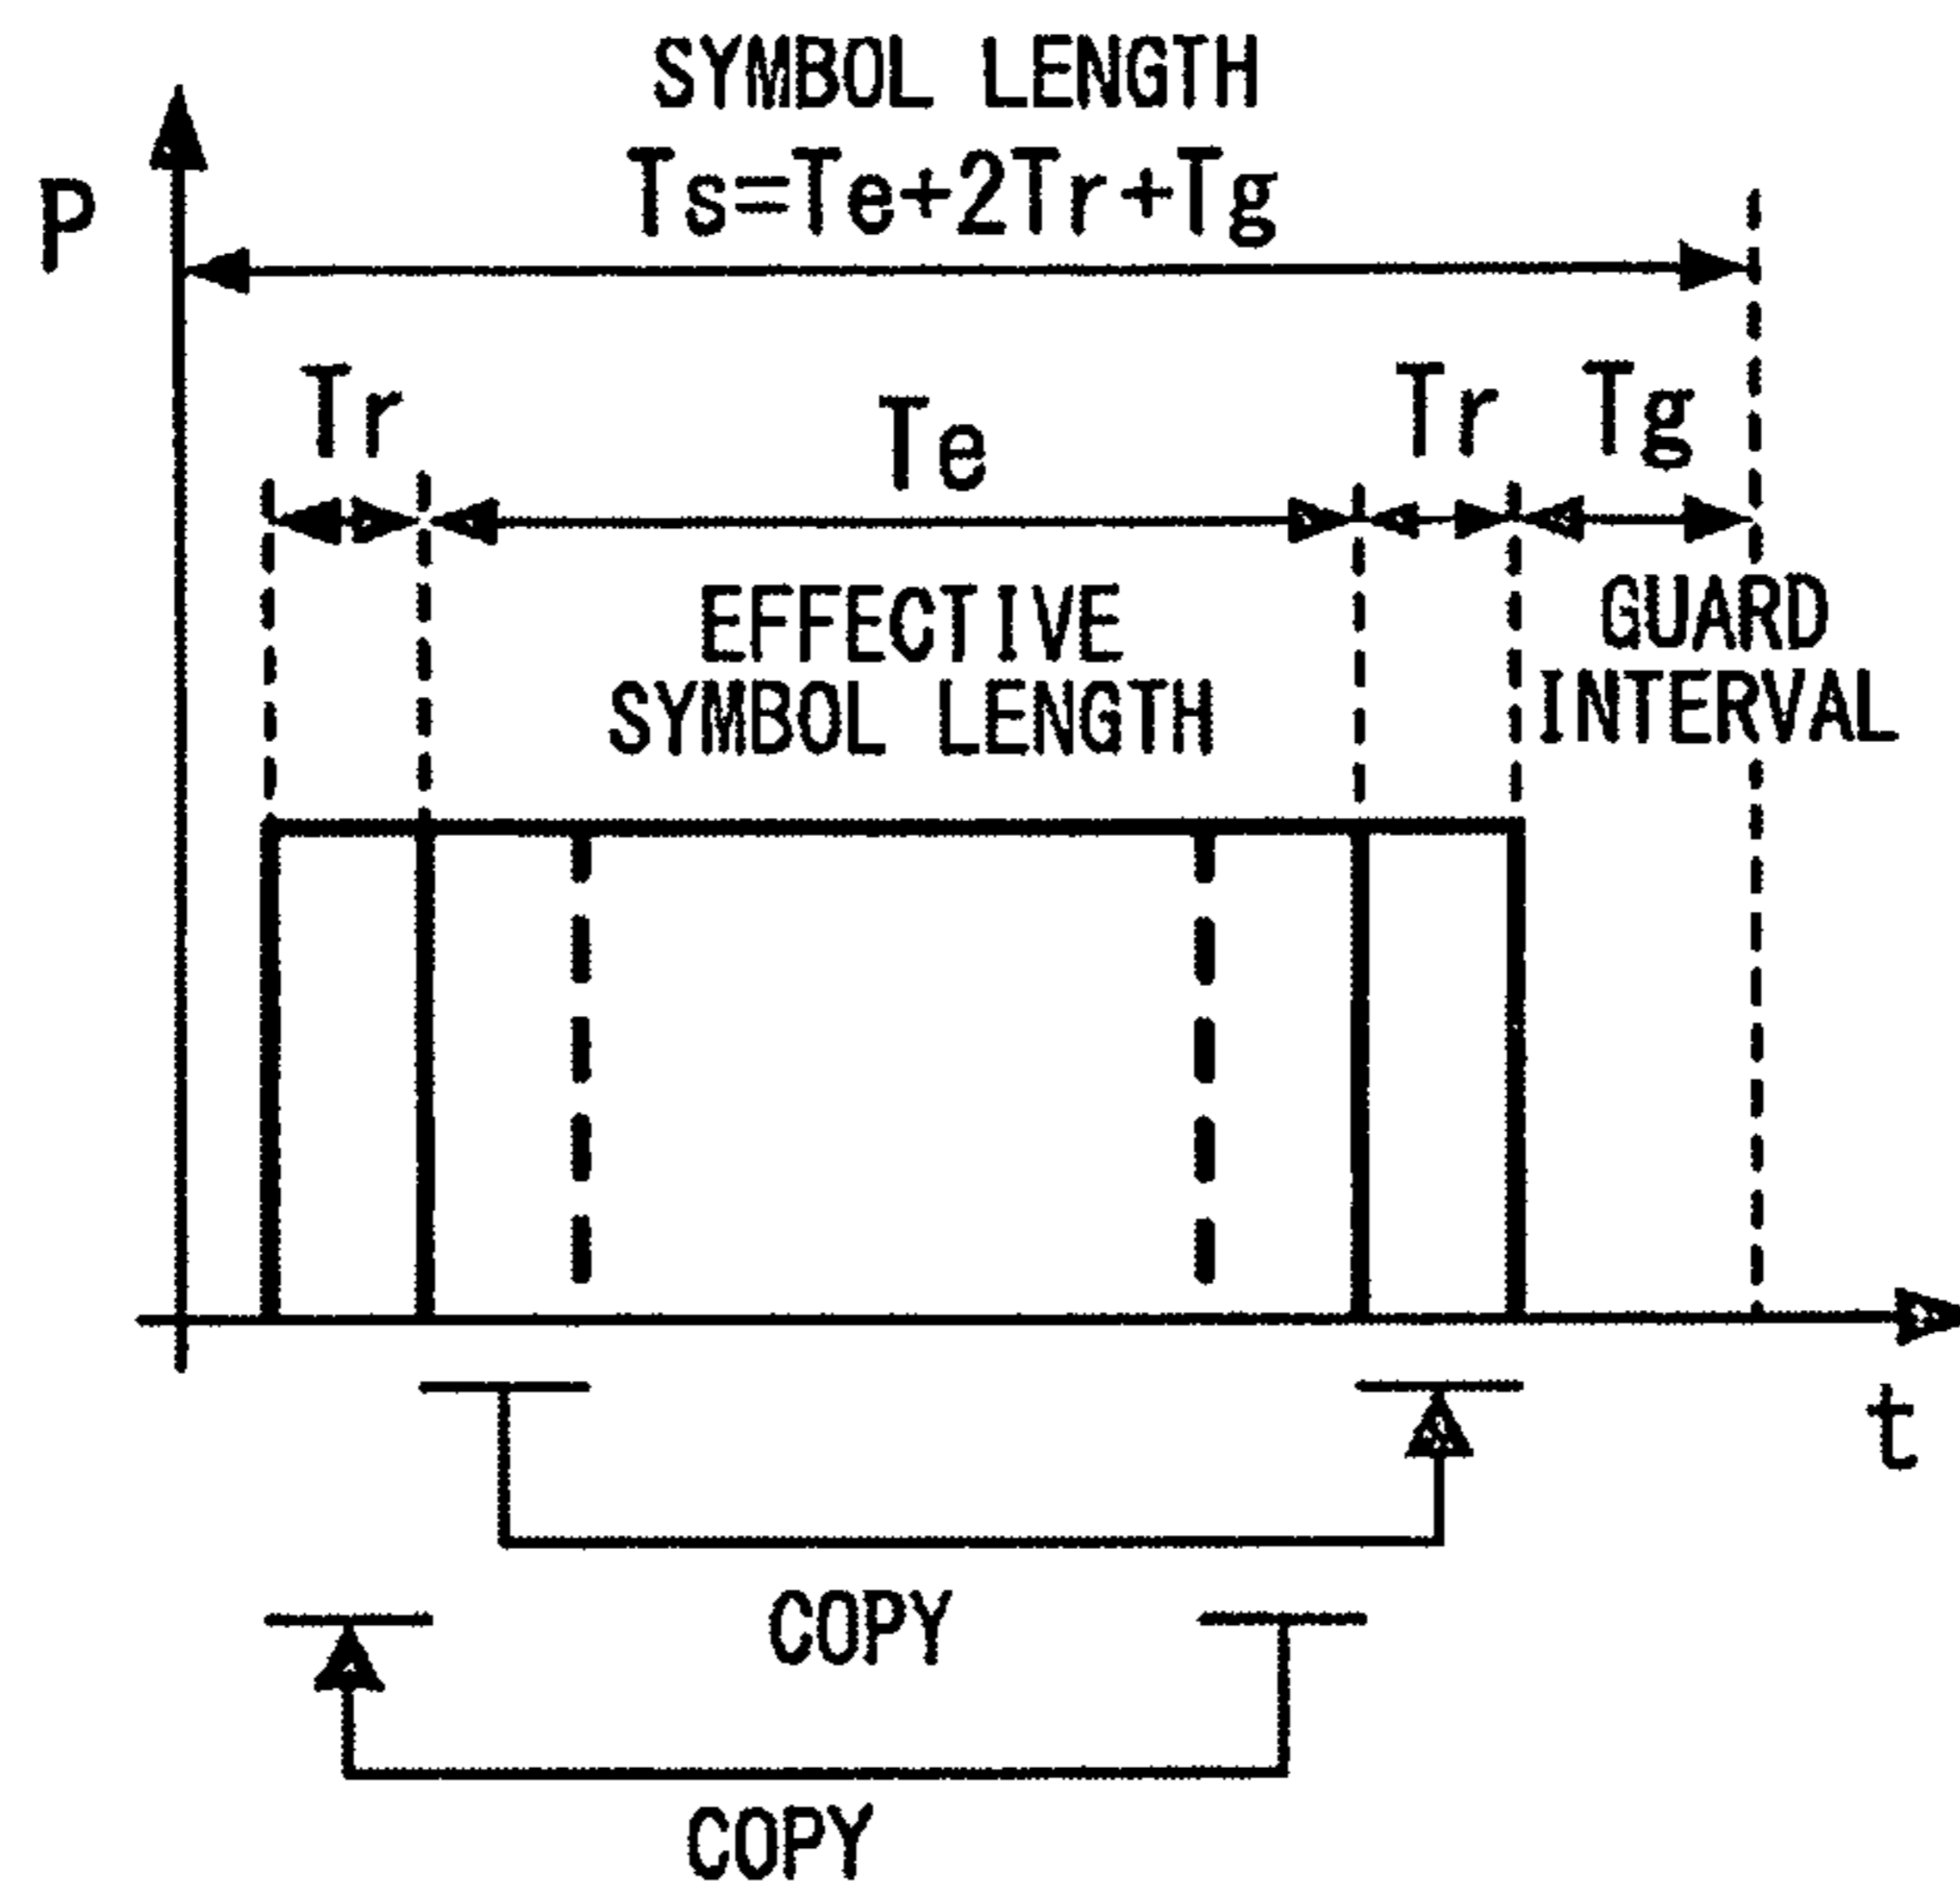 SYMBOL LENGTH
Ts=Te+2Tr+Tg
P
Tr
Te
Tr
Tg
EFFECTIVE
SYMBOL LENGTH
GUARD
INTERVAL
t
COPY
COPY